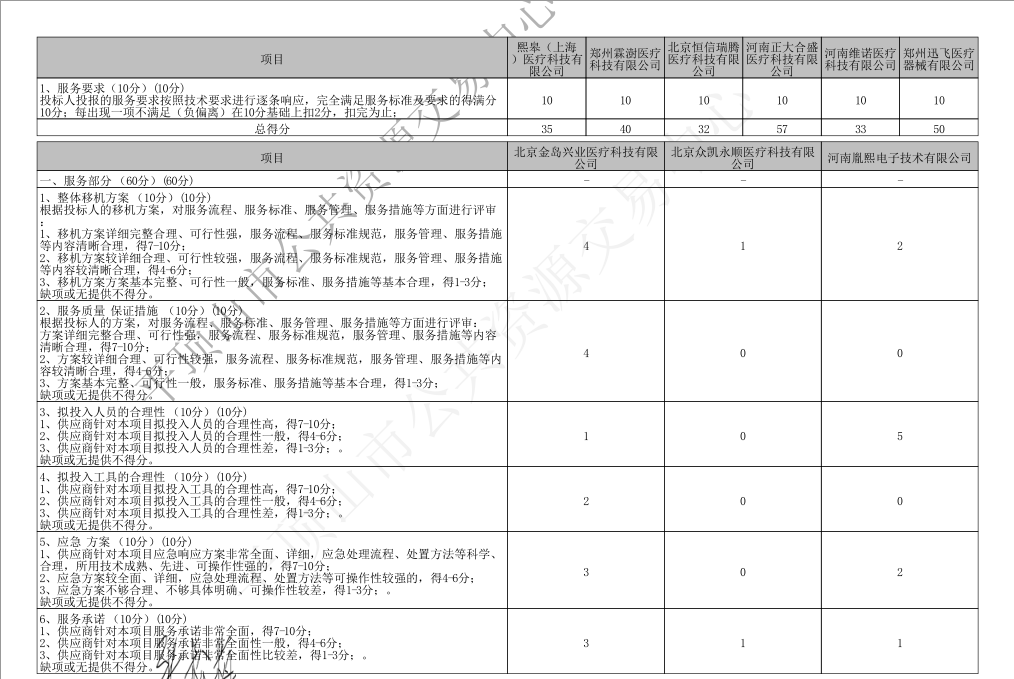 项目
熙皋（上海
）医疗科技有
限公司
郑州霖澍医疗
科技有限公司
北京恒信瑞腾
医疗科技有限
公司
河南正大合盛
医疗科技有限
公司
河南维诺医疗
科技有限公司
郑州迅飞医疗
器械有限公司
1、服务要求（10分）(10分)
投标人投报的服务要求按照技术要求进行逐条响应，完全满足服务标准及要求的得满分
10分；每出现一项不满足（负偏离）在10分基础上扣2分，扣完为止；
10 10 10 10 10 10
总得分 35 40 32 57 33 50
项目
北京金岛兴业医疗科技有限
公司
北京众凯永顺医疗科技有限
公司
河南胤熙电子技术有限公司
一、服务部分（60分）(60分) - - -
1、整体移机方案（10分）(10分)
根据投标人的移机方案，对服务流程、服务标准、服务管理、服务措施等方面进行评审
：
1、移机方案详细完整合理、可行性强，服务流程、服务标准规范，服务管理、服务措施
等内容清晰合理，得7-10分；
2、移机方案较详细合理、可行性较强，服务流程、服务标准规范，服务管理、服务措施
等内容较清晰合理，得4-6分；
3、移机方案方案基本完整、可行性一般，服务标准、服务措施等基本合理，得1-3分；
缺项或无提供不得分。
4 1 2
2、服务质量 保证措施 （10分）(10分)
根据投标人的方案，对服务流程、服务标准、服务管理、服务措施等方面进行评审：
方案详细完整合理、可行性强，服务流程、服务标准规范，服务管理、服务措施等内容
清晰合理，得7-10分；
2、方案较详细合理、可行性较强，服务流程、服务标准规范，服务管理、服务措施等内
容较清晰合理，得4-6分；
3、方案基本完整、可行性一般，服务标准、服务措施等基本合理，得1-3分；
缺项或无提供不得分。
4 0 0
3、拟投入人员的合理性 （10分）(10分)
1、供应商针对本项目拟投入人员的合理性高，得7-10分；
2、供应商针对本项目拟投入人员的合理性一般，得4-6分；
3、供应商针对本项目拟投入人员的合理性差，得1-3分；。
缺项或无提供不得分。
1 0 5
4、拟投入工具的合理性 （10分）(10分)
1、供应商针对本项目拟投入工具的合理性高，得7-10分；
2、供应商针对本项目拟投入工具的合理性一般，得4-6分；
3、供应商针对本项目拟投入工具的合理性差，得1-3分；。
缺项或无提供不得分。
2 0 0
5、应急 方案（10分）(10分)
1、供应商针对本项目应急响应方案非常全面、详细，应急处理流程、处置方法等科学、
合理，所用技术成熟、先进、可操作性强的，得7-10分；
2、应急方案较全面、详细，应急处理流程、处置方法等可操作性较强的，得4-6分；
3、应急方案不够合理、不够具体明确、可操作性较差，得1-3分；。
缺项或无提供不得分。
3 0 2
6、服务承诺 （10分）(10分)
1、供应商针对本项目服务承诺非常全面，得7-10分；
2、供应商针对本项目服务承诺非常全面性一般，得4-6分；
3、供应商针对本项目服务承诺非常全面性比较差，得1-3分；。
缺项或无提供不得分。
3 1 1
平顶山市公共资源交易中心
顶山市公共资源交易中心